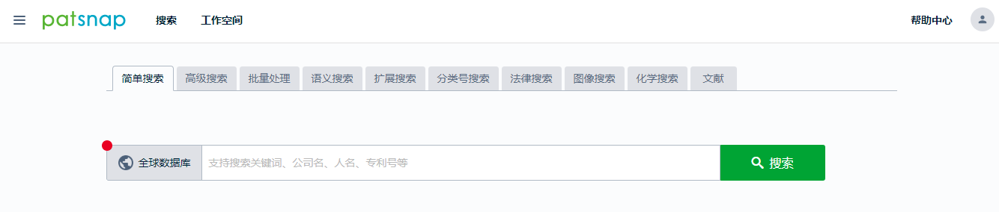 patsnap 搜索 工作空间 帮助中心
简单搜索 高级搜索 批量处理 语义搜索 扩展搜索 分类号搜索 法律搜索 图像搜索 化学搜索 文献
全球数据库 支持搜索关键词、公司名、人名、专利号等 搜索